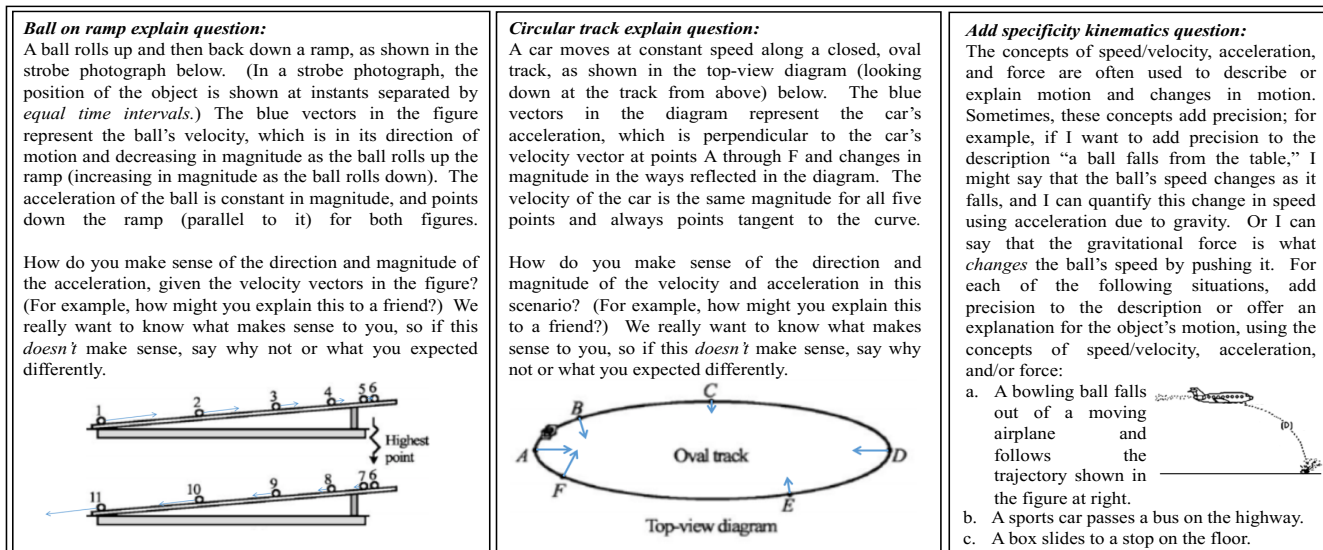 Ball on ramp explain question:
A ball rolls up and then back down a ramp, as shown in the
strobe photograph below. (In a strobe photograph, the
position of the object is shown at instants separated by
equal time intervals.) The blue vectors in the figure
represent the ball's velocity, which is in its direction of
motion and decreasing in magnitude as the ball rolls up the
ramp (increasing in magnitude as the ball rolls down). The
acceleration of the ball is constant in magnitude, and points
down the ramp (parallel to it) for both figures.
How do you make sense of the direction and magnitude of
the acceleration, given the velocity vectors in the figure?
(For example, how might you explain this to a friend?) We
really want to know what makes sense to you, so if this
doesn't make sense, say why not or what you expected
differently.
1 2 3 4 5 6
Highest
point
11 10 9 8 7 6
Circular track explain question:
A car moves at constant speed along a closed, oval
track, as shown in the top-view diagram (looking
down at the track from above) below. The blue
vectors in the diagram represent the car's
acceleration, which is perpendicular to the car's
velocity vector at points A through F and changes in
magnitude in the ways reflected in the diagram. The
velocity of the car is the same magnitude for all five
points and always points tangent to the curve.
How do you make sense of the direction and
magnitude of the velocity and acceleration in this
scenario? (For example, how might you explain this
to a friend?) We really want to know what makes
sense to you, so if this doesn't make sense, say why
not or what you expected differently.
C
B
A Oval track D
F
E
Top-view diagram
Add specificity kinematics question:
The concepts of speed/velocity, acceleration,
and force are often used to describe or
explain motion and changes in motion.
Sometimes, these concepts add precision; for
example, if I want to add precision to the
description "a ball falls from the table," I
might say that the ball's speed changes as it
falls, and I can quantify this change in speed
using acceleration due to gravity. Or I can
say that the gravitational force is what
changes the ball's speed by pushing it. For
each of the following situations, add
precision to the description or offer an
explanation for the object's motion, using the
concepts of speed/velocity, acceleration,
and/or force:
a. A bowling ball falls
out of a moving
airplane and
follows the
trajectory shown in
the figure at right.
(D)
b. A sports car passes a bus on the highway.
c. A box slides to a stop on the floor.